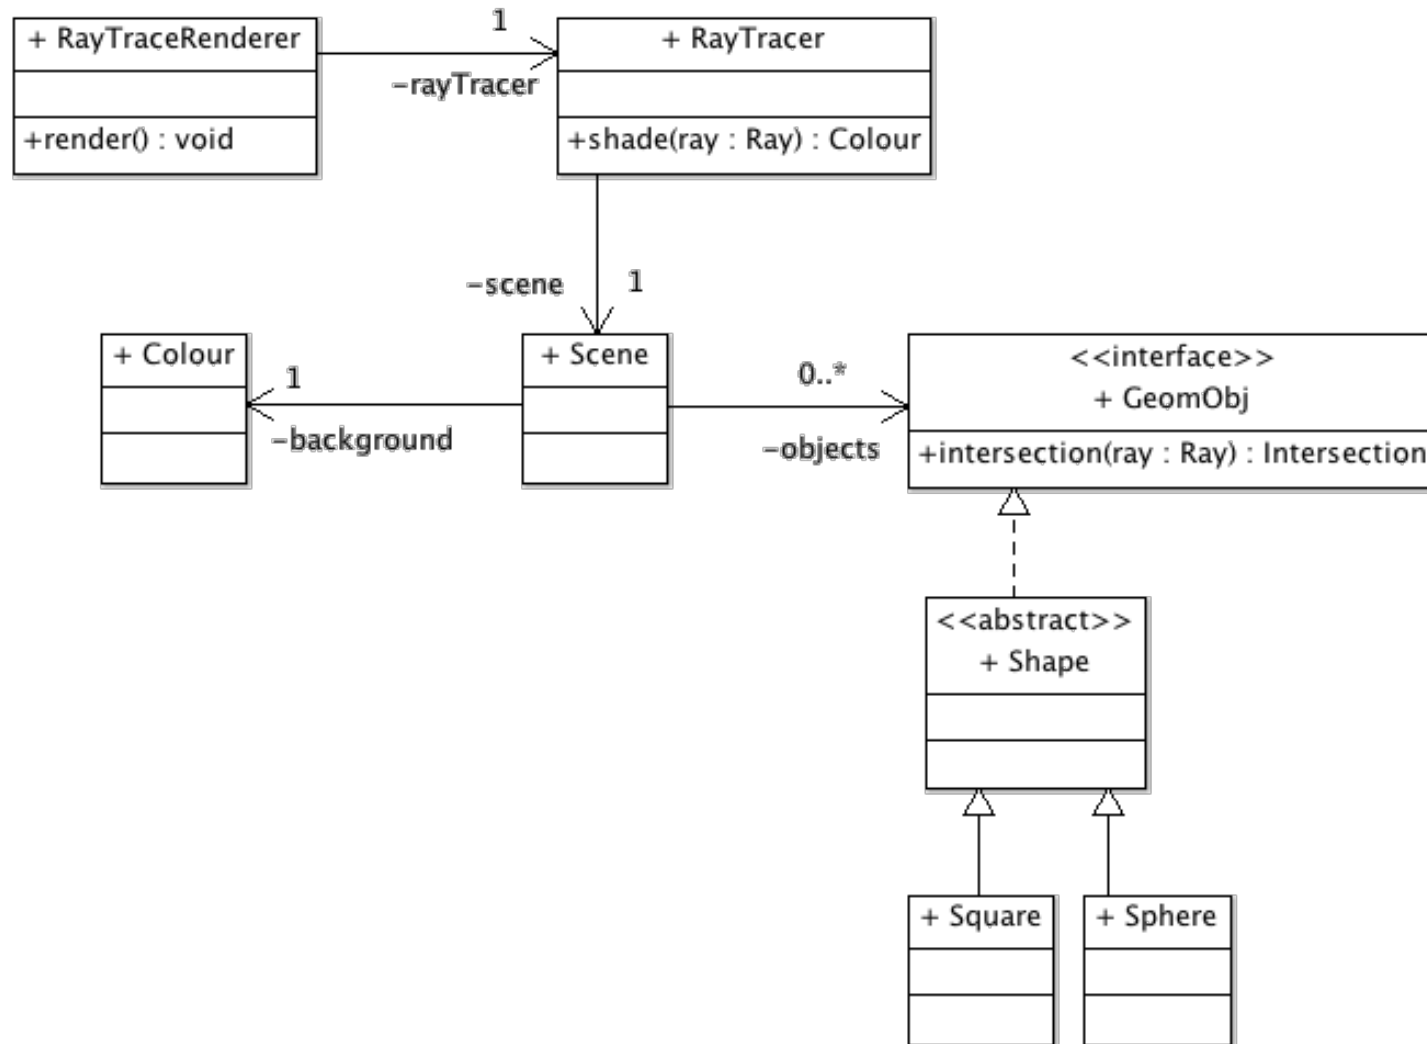 + RayTraceRenderer
+render() : void
1
-rayTracer
+ RayTracer
+shade(ray : Ray) : Colour
-scene
1
+ Colour
1
-background
+ Scene
0..*
-objects
<<interface>>
+ GeomObj
+intersection(ray : Ray) : Intersection
<<abstract>>
+ Shape
+ Square
+ Sphere